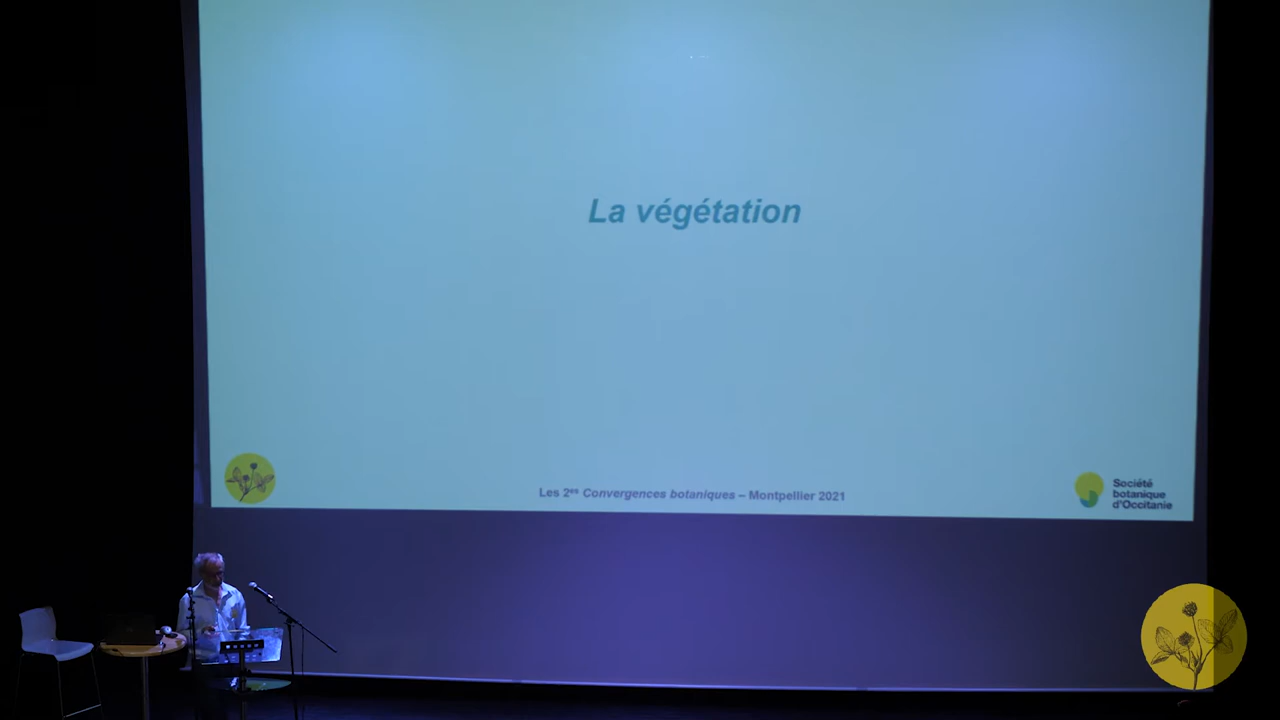 La végétation
Les 2es Convergences botaniques – Montpellier 2021
Société
botanique
d'Occitanie